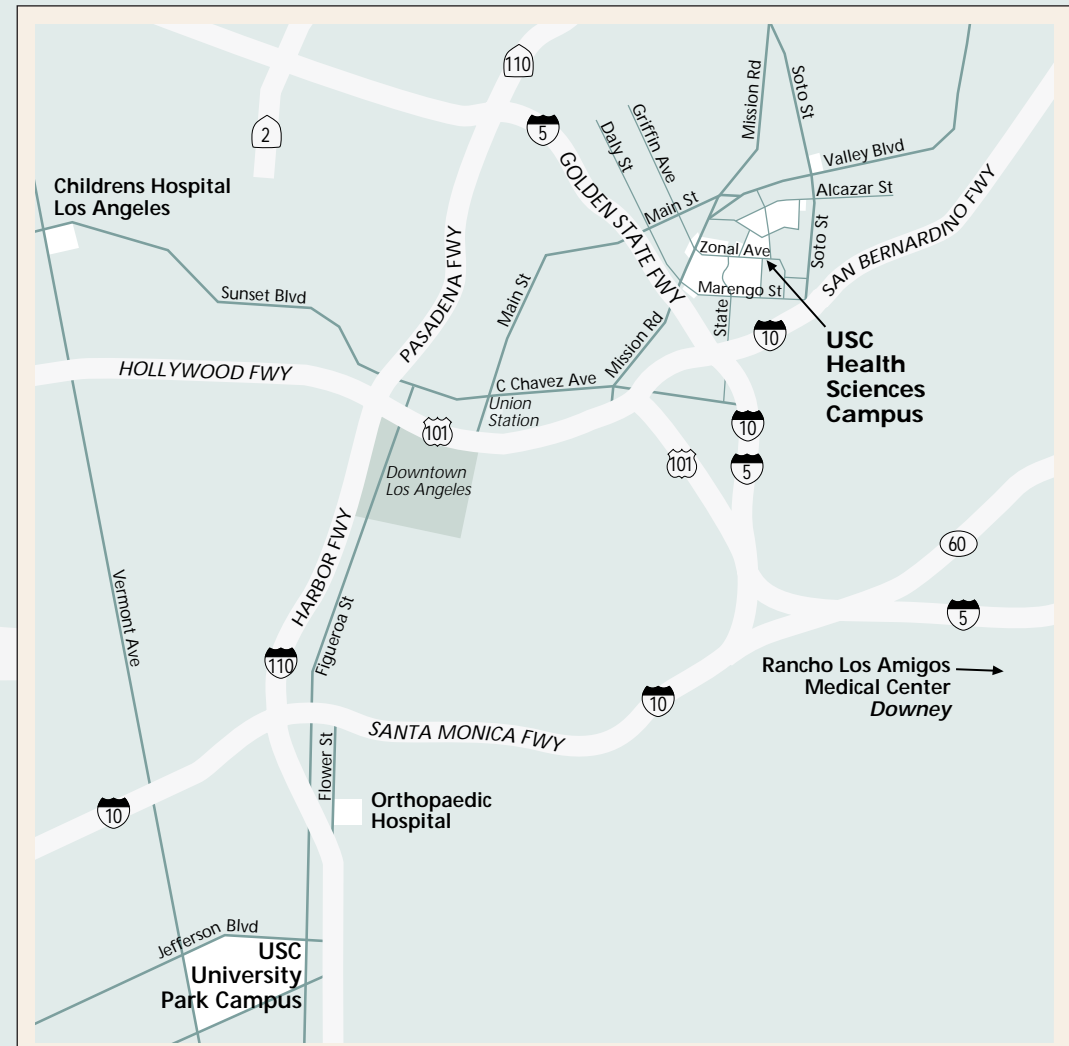 110
2
5
Mission Rd
Soto St
Griffin Ave
Daly St
Valley Blvd
Alcazar St
Childrens Hospital
Los Angeles
GOLDEN STATE FWY
Main St
Zonal Ave
Soto St
SAN BERNARDINO FWY
Marengo St
State
Sunset Blvd
PASADENA FWY
Main St
Mission Rd
10
USC
Health
Sciences
Campus
HOLLYWOOD FWY
C Chavez Ave
Union
Station
101
10
101
5
Downtown
Los Angeles
HARBOR FWY
60
Vermont Ave
Figueroa St
5
110
Rancho Los Amigos
Medical Center
Downey
10
SANTA MONICA FWY
Flower St
10
Orthopaedic
Hospital
Jefferson Blvd
USC
University
Park Campus